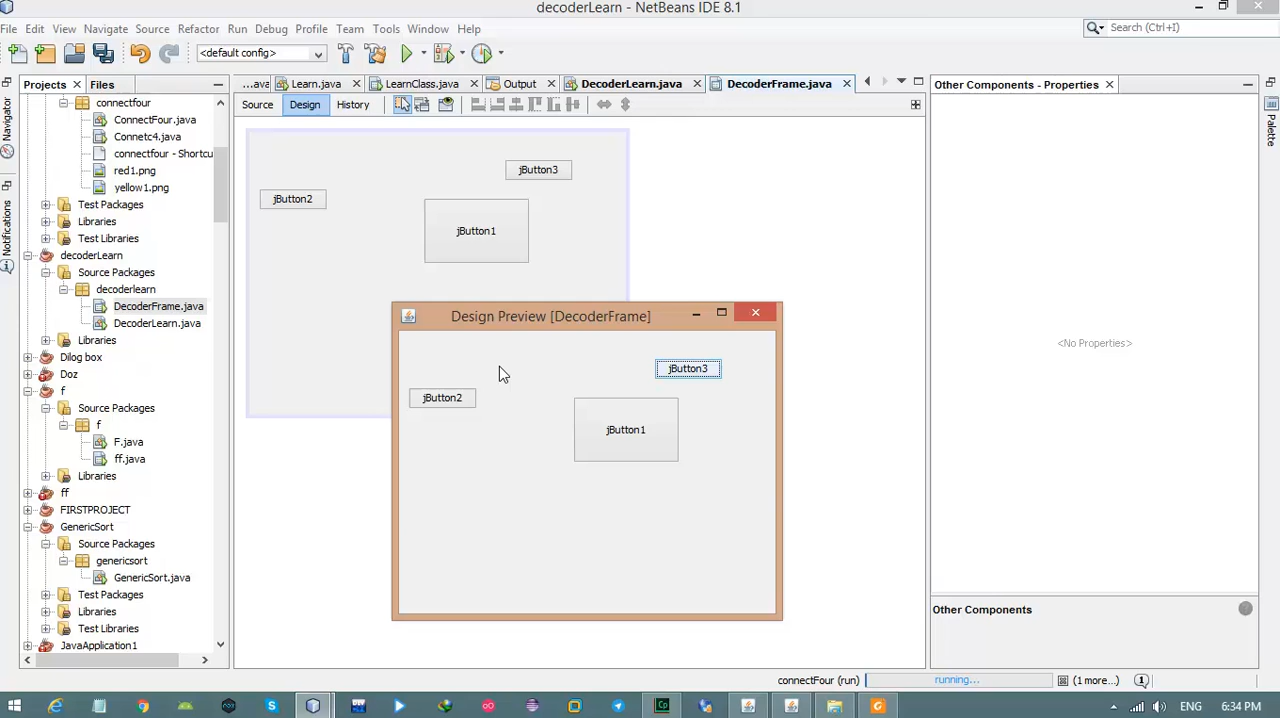 decoderLearn - NetBeans IDE 8.1
File Edit View Navigate Source Refactor Run Debug Profile Team Tools Window Help
Search (Ctrl+I)
<default config>
Projects Files
...ava Learn.java LearnClass.java Output DecoderLearn.java DecoderFrame.java
Other Components - Properties
Source Design History
Navigator
Notifications
Palette
connectfour
ConnectFour.java
Connetc4.java
connectfour - Shortcu
red1.png
yellow1.png
Test Packages
Libraries
Test Libraries
decoderLearn
Source Packages
decoderlearn
DecoderFrame.java
DecoderLearn.java
Libraries
Dilog box
Doz
f
Source Packages
f
F.java
ff.java
Libraries
ff
FIRSTPROJECT
GenericSort
Source Packages
genericsort
GenericSort.java
Test Packages
Libraries
Test Libraries
JavaApplication1
jButton3
jButton2
jButton1
Design Preview [DecoderFrame]
jButton3
jButton2
jButton1
<No Properties>
Other Components
connectFour (run) running... (1 more...)
Cp
6:34 PM